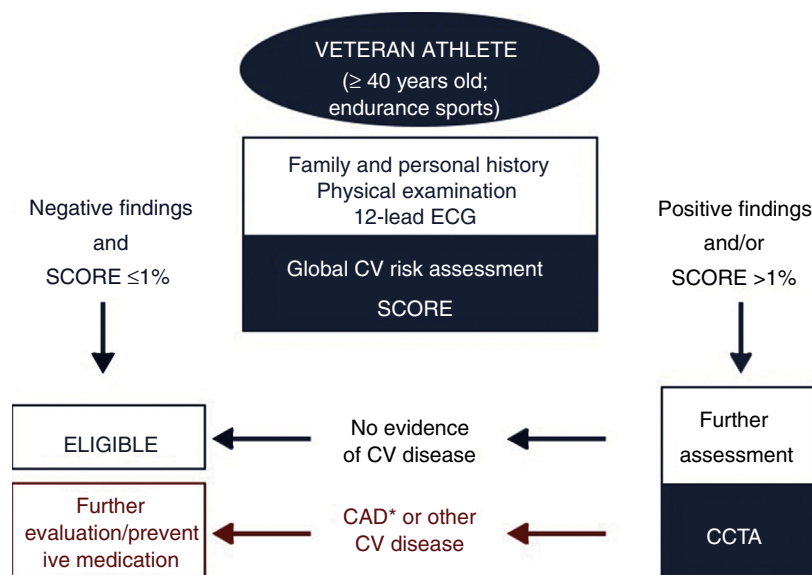 VETERAN ATHLETE
(≥ 40 years old;
endurance sports)
Family and personal history
Physical examination
12-lead ECG
Global CV risk assessment
SCORE
Negative findings
and
SCORE ≤1%
Positive findings
and/or
SCORE >1%
ELIGIBLE
No evidence
of CV disease
Further
assessment
Further
evaluation/prevent
ive medication
CAD* or other
CV disease
CCTA